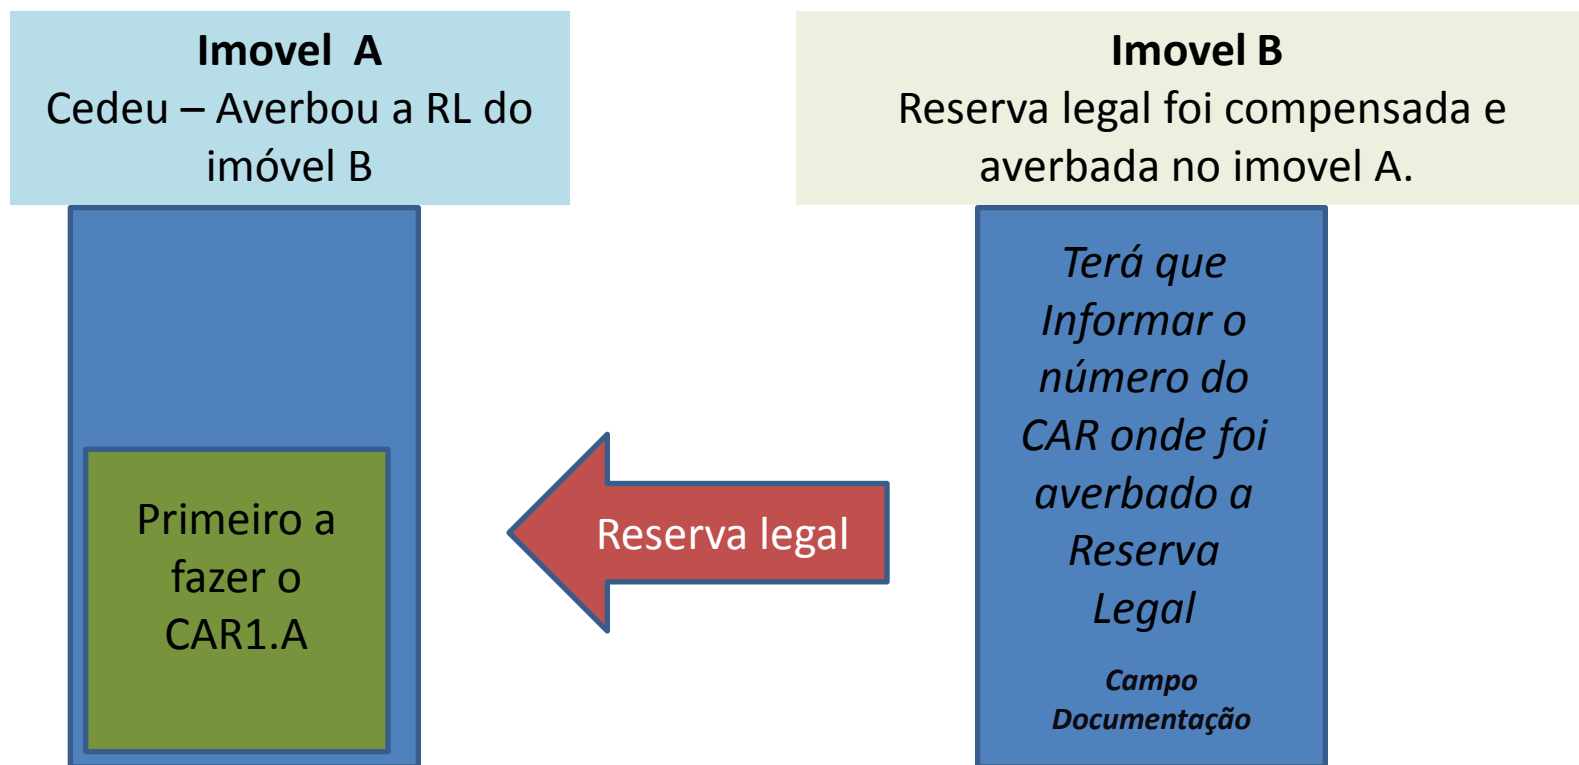 Imovel A
Cedeu – Averbou a RL do
imóvel B
Imovel B
Reserva legal foi compensada e
averbada no imovel A.
Primeiro a
fazer o
CAR1.A
Reserva legal
Terá que
Informar o
número do
CAR onde foi
averbado a
Reserva
Legal
Campo
Documentação